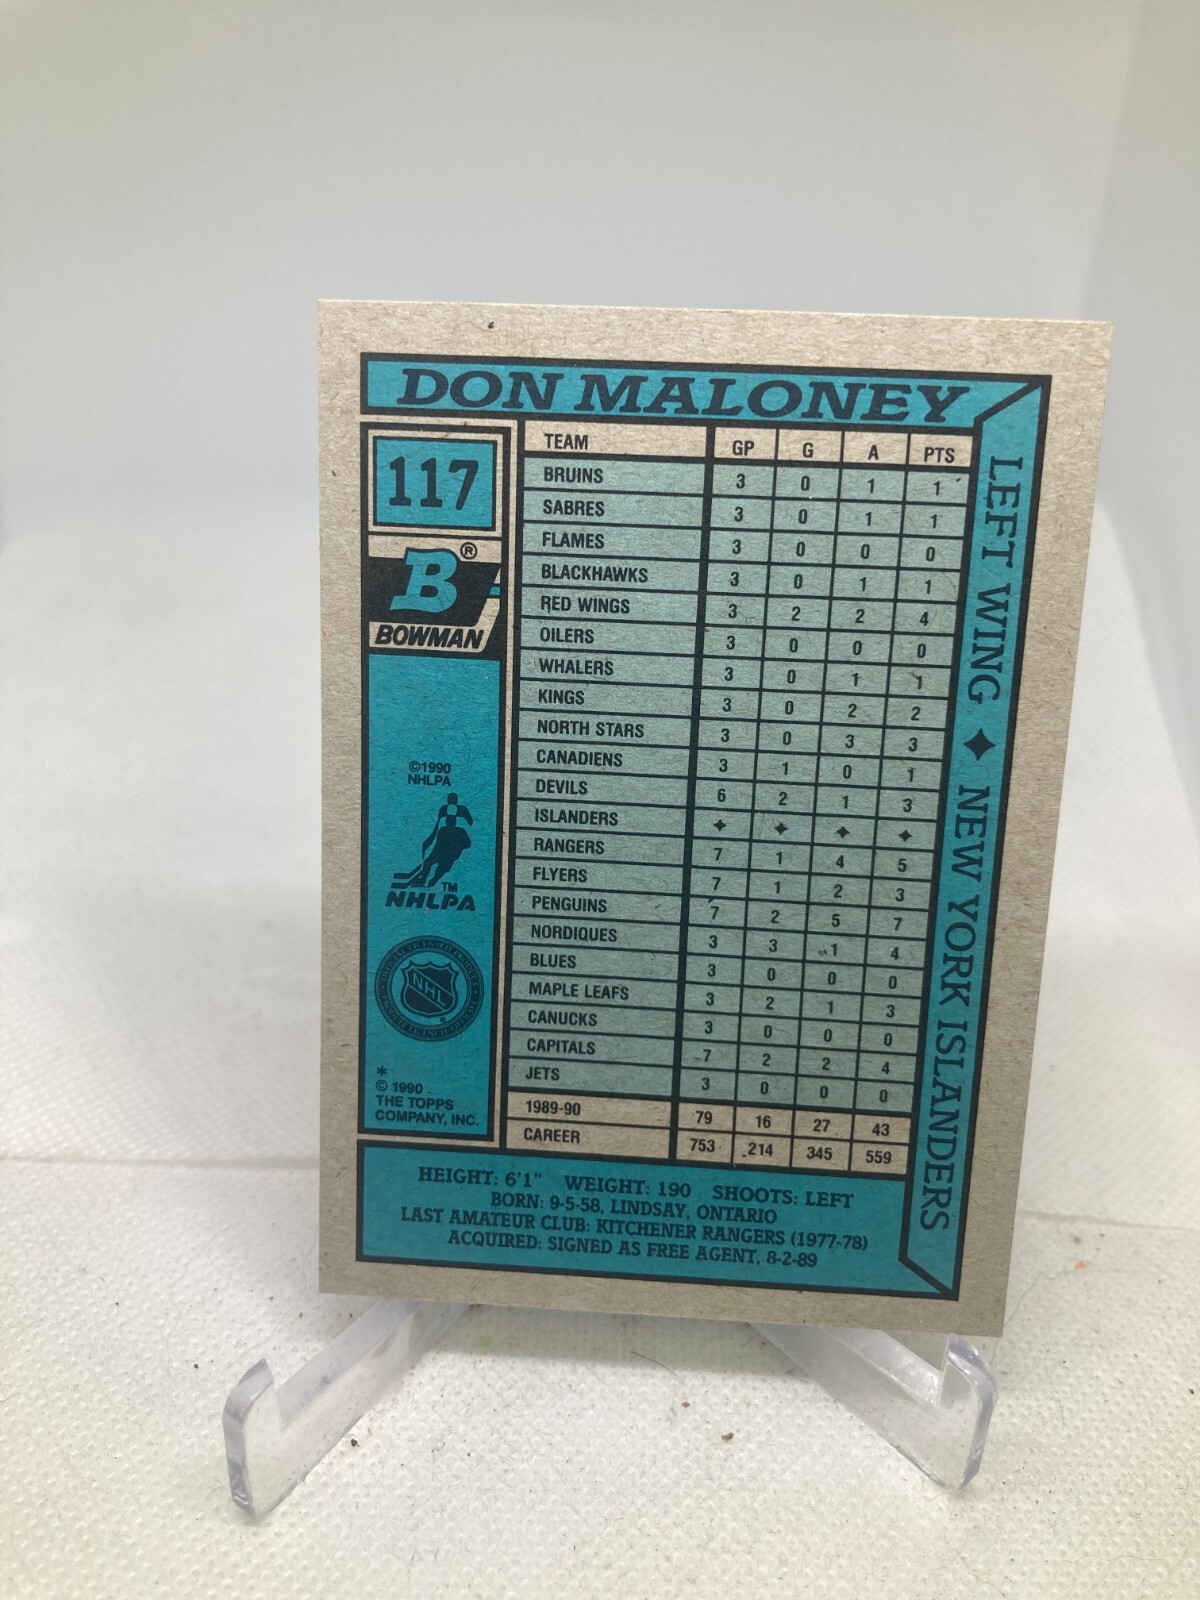 DON MALONEY
117
B®
BOWMAN
©1990
NHLPA
TM
NHLPA
NHL
*
© 1990
THE TOPPS
COMPANY, INC.
TEAM GP G A PTS
BRUINS 3 0 1 1
SABRES 3 0 1 1
FLAMES 3 0 0 0
BLACKHAWKS 3 0 1 1
RED WINGS 3 2 2 4
OILERS 3 0 0 0
WHALERS 3 0 1 1
KINGS 3 0 2 2
NORTH STARS 3 0 3 3
CANADIENS 3 1 0 1
DEVILS 6 2 1 3
ISLANDERS ✦ ✦ ✦ ✦
RANGERS 7 1 4 5
FLYERS 7 1 2 3
PENGUINS 7 2 5 7
NORDIQUES 3 3 1 4
BLUES 3 0 0 0
MAPLE LEAFS 3 2 1 3
CANUCKS 3 0 0 0
CAPITALS 7 2 2 4
JETS 3 0 0 0
1989-90 79 16 27 43
CAREER 753 214 345 559
LEFT WING ✦ NEW YORK ISLANDERS
HEIGHT: 6'1" WEIGHT: 190 SHOOTS: LEFT
BORN: 9-5-58, LINDSAY, ONTARIO
LAST AMATEUR CLUB: KITCHENER RANGERS (1977-78)
ACQUIRED: SIGNED AS FREE AGENT, 8-2-89